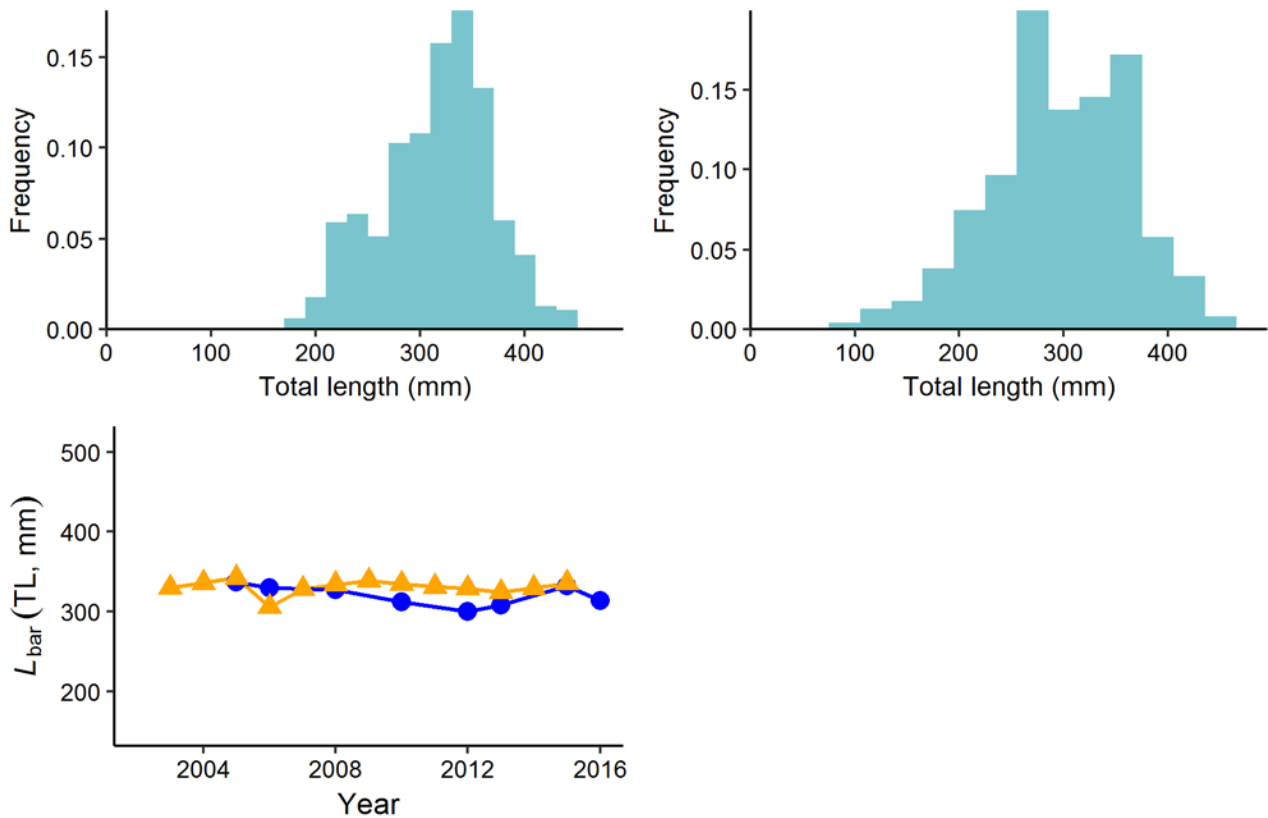 0.15
0.10
0.05
0.00
Frequency
0 100 200 300 400
Total length (mm)
0.15
0.10
0.05
0.00
Frequency
0 100 200 300 400
Total length (mm)
500
400
300
200
Lbar (TL, mm)
2004 2008 2012 2016
Year